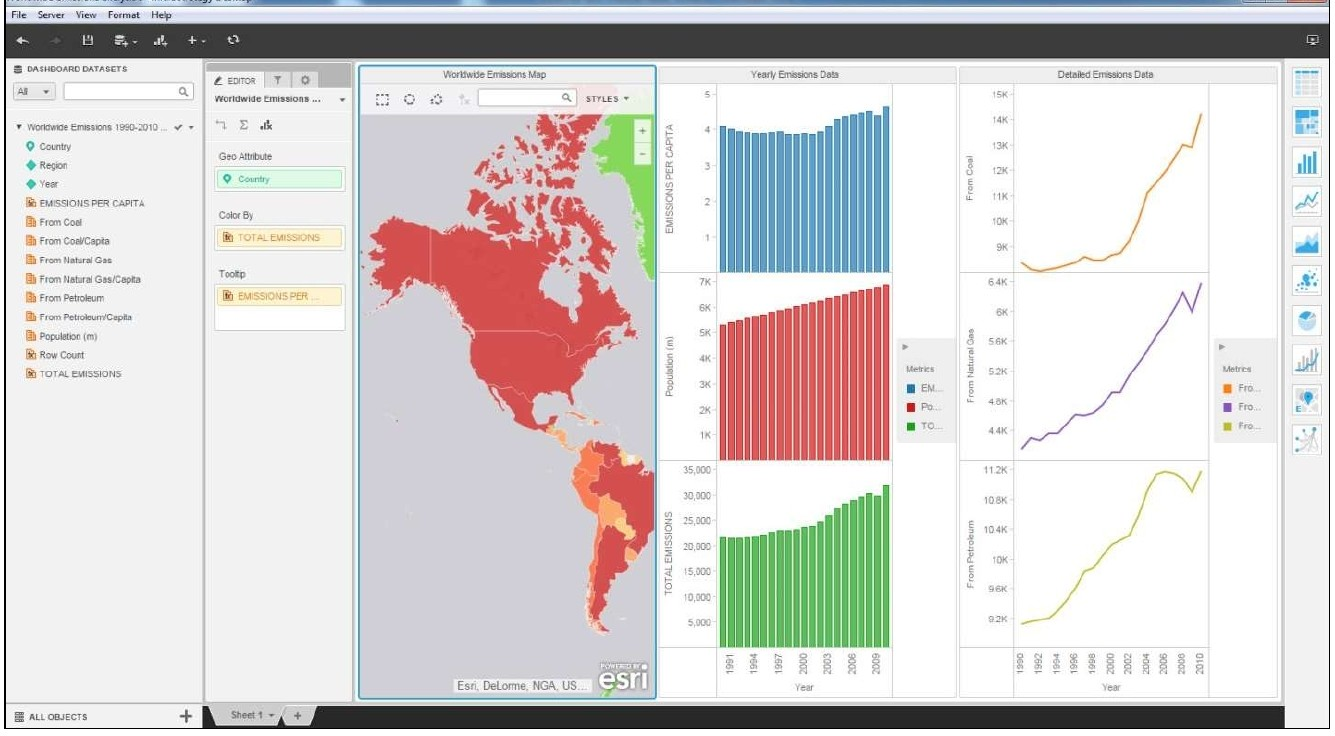 File Server View Format Help
DASHBOARD DATASETS
All
Worldwide Emissions 1990-2010 ...
Country
Region
Year
EMISSIONS PER CAPITA
From Coal
From Coal/Capita
From Natural Gas
From Natural Gas/Capita
From Petroleum
From Petroleum/Capita
Population (m)
Row Count
TOTAL EMISSIONS
ALL OBJECTS
EDITOR
Worldwide Emissions ...
Geo Attribute
Country
Color By
TOTAL EMISSIONS
Tooltip
EMISSIONS PER ...
Worldwide Emissions Map
STYLES
Esri, DeLorme, NGA, US...
POWERED BY
esri
Yearly Emissions Data
EMISSIONS PER CAPITA
5
4
3
2
1
Population (m)
7K
6K
5K
4K
3K
2K
1K
TOTAL EMISSIONS
35,000
30,000
25,000
20,000
15,000
10,000
5,000
1991 1994 1997 2000 2003 2006 2009
Year
Metrics
EM...
Po...
TO...
Detailed Emissions Data
From Coal
15K
14K
13K
12K
11K
10K
9K
From Natural Gas
6.4K
6K
5.6K
5.2K
4.8K
4.4K
From Petroleum
11.2K
10.8K
10.4K
10K
9.6K
9.2K
1990 1992 1994 1996 1998 2000 2002 2004 2006 2008 2010
Year
Metrics
Fro...
Fro...
Fro...
Sheet 1